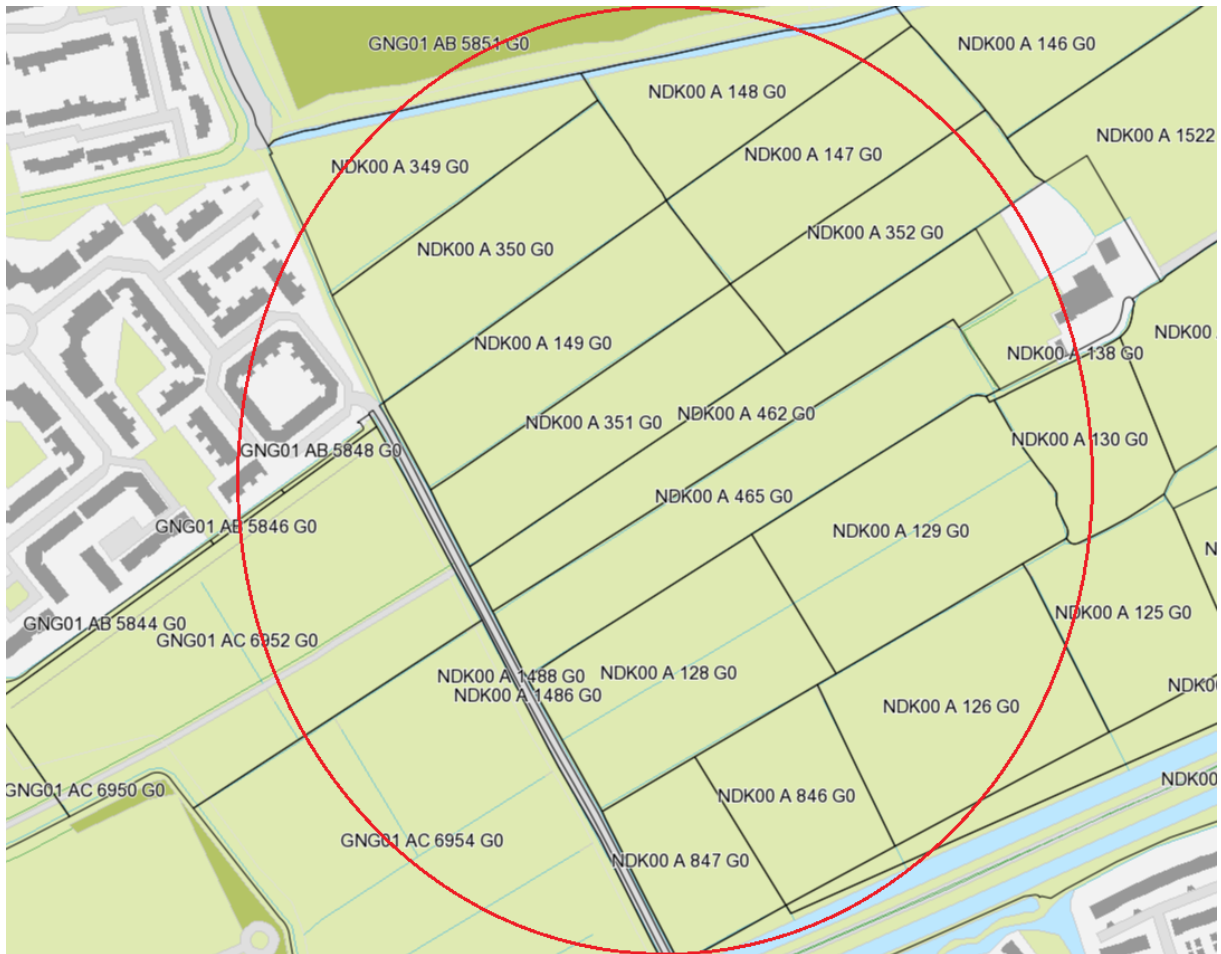 GNG01 AB 5851 G0
NDK00 A 146 G0
NDK00 A 148 G0
NDK00 A 1522
NDK00 A 147 G0
NDK00 A 349 G0
NDK00 A 352 G0
NDK00 A 350 G0
NDK00
NDK00 A 149 G0
NDK00 A 138 G0
NDK00 A 462 G0
NDK00 A 351 G0
NDK00 A 130 G0
GNG01 AB 5848 G0
NDK00 A 465 G0
GNG01 AB 5846 G0
NDK00 A 129 G0
N
NDK00 A 125 G0
GNG01 AB 5844 G0
GNG01 AC 6952 G0
NDK00 A 1488 G0
NDK00 A 128 G0
NDK0
NDK00 A 1486 G0
NDK00 A 126 G0
NDK00
GNG01 AC 6950 G0
NDK00 A 846 G0
GNG01 AC 6954 G0
NDK00 A 847 G0